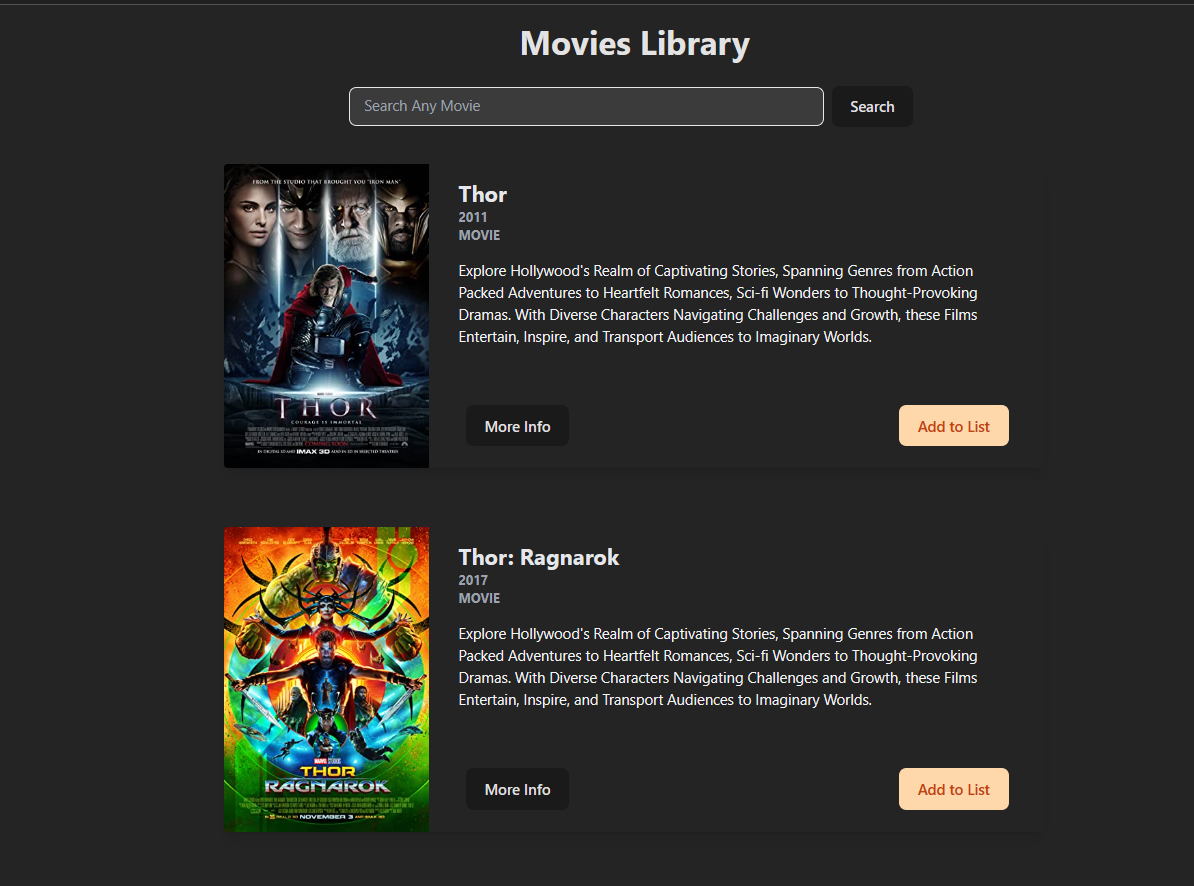 Movies Library
Search Any Movie
Search
FROM THE STUDIO THAT BROUGHT YOU "IRON MAN"
THOR
COURAGE IS IMMORTAL
COMING SOON
IN DIGITAL 3D AND IMAX 3D ALSO IN 2D IN SELECTED THEATRES
Thor
2011
MOVIE
Explore Hollywood's Realm of Captivating Stories, Spanning Genres from Action
Packed Adventures to Heartfelt Romances, Sci-fi Wonders to Thought-Provoking
Dramas. With Diverse Characters Navigating Challenges and Growth, these Films
Entertain, Inspire, and Transport Audiences to Imaginary Worlds.
More Info
Add to List
MARVEL STUDIOS
THOR
RAGNAROK
NOVEMBER 3
Thor: Ragnarok
2017
MOVIE
Explore Hollywood's Realm of Captivating Stories, Spanning Genres from Action
Packed Adventures to Heartfelt Romances, Sci-fi Wonders to Thought-Provoking
Dramas. With Diverse Characters Navigating Challenges and Growth, these Films
Entertain, Inspire, and Transport Audiences to Imaginary Worlds.
More Info
Add to List